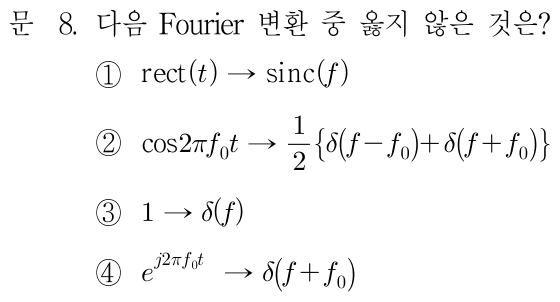 문 8. 다음 Fourier 변환 중 옳지 않은 것은?
① rect(t) → sinc(f)
② cos2πf₀t → 1/2 {δ(f−f₀)+δ(f+f₀)}
③ 1 → δ(f)
④ e^{j2πf₀t} → δ(f+f₀)